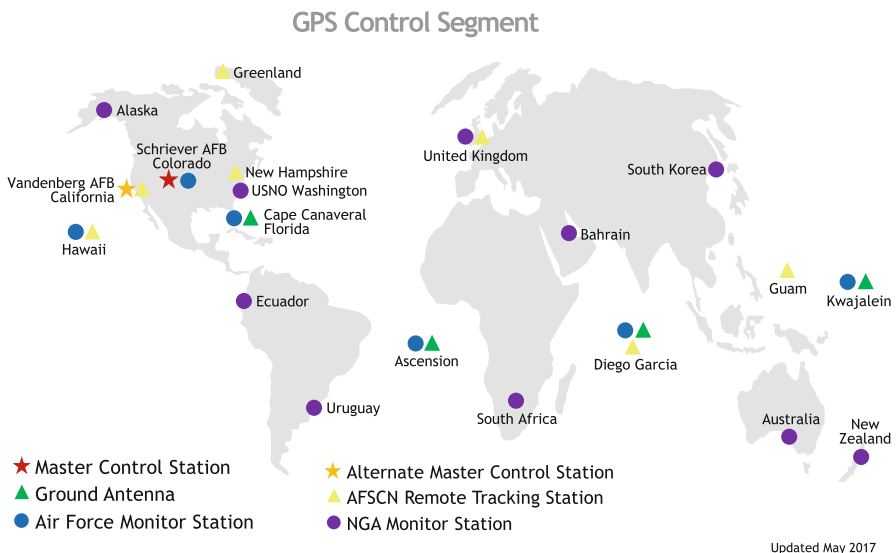 GPS Control Segment
Greenland
Alaska
Schriever AFB
Colorado
Vandenberg AFB
California
New Hampshire
USNO Washington
Cape Canaveral
Florida
Hawaii
United Kingdom
South Korea
Bahrain
Guam
Kwajalein
Ecuador
Ascension
Diego Garcia
Uruguay
South Africa
Australia
New
Zealand
Master Control Station
Ground Antenna
Air Force Monitor Station
Alternate Master Control Station
AFSCN Remote Tracking Station
NGA Monitor Station
Updated May 2017